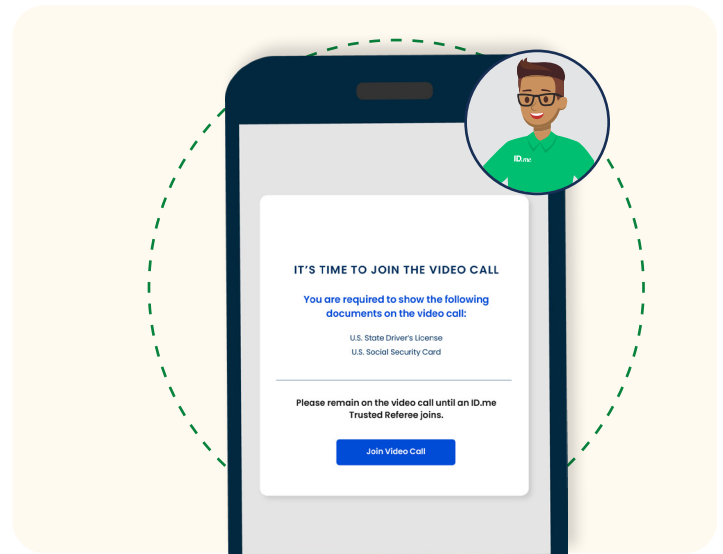 ID.me
IT'S TIME TO JOIN THE VIDEO CALL
You are required to show the following
documents on the video call:
U.S. State Driver's License
U.S. Social Security Card
Please remain on the video call until an ID.me
Trusted Referee joins.
Join Video Call